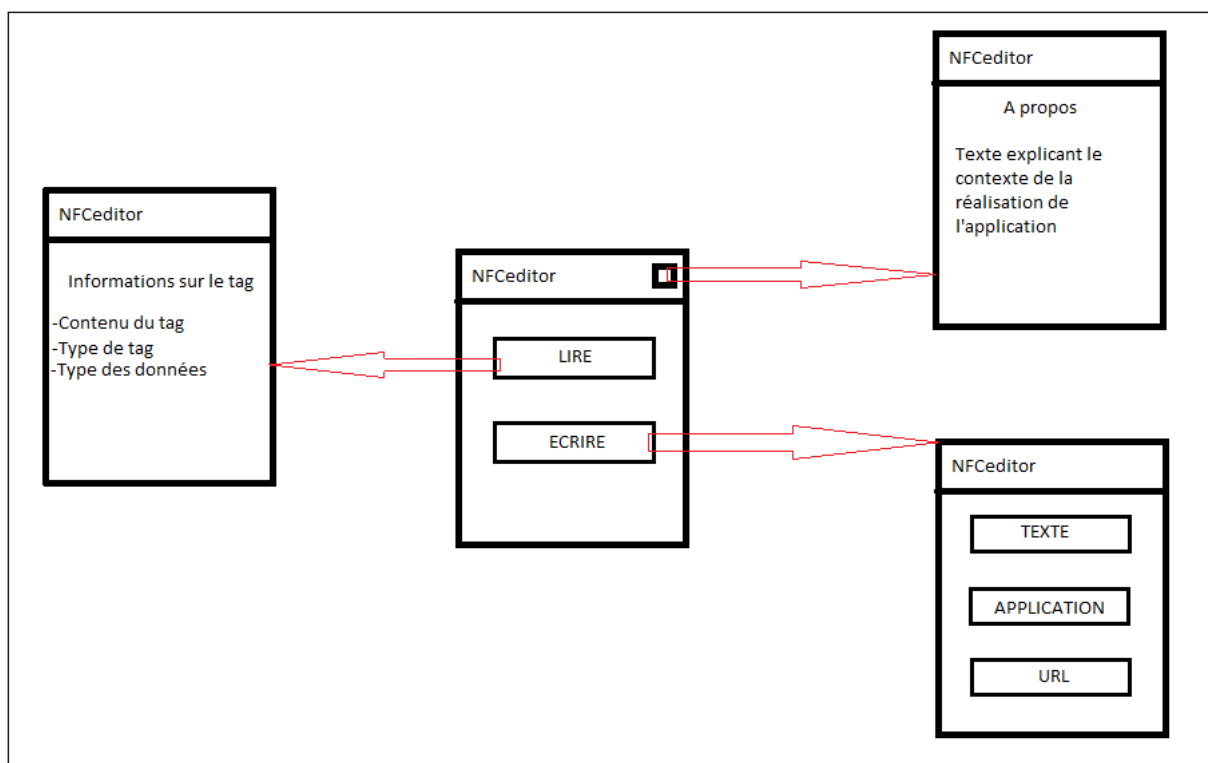 NFCeditor
Informations sur le tag
-Contenu du tag
-Type de tag
-Type des données
NFCeditor
LIRE
ECRIRE
NFCeditor
A propos
Texte explicant le
contexte de la
réalisation de
l'application
NFCeditor
TEXTE
APPLICATION
URL